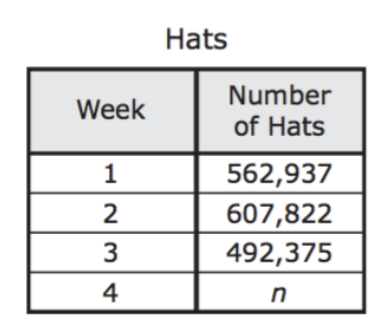 Hats
Week
Number
of Hats
1 562,937
2 607,822
3 492,375
4 n